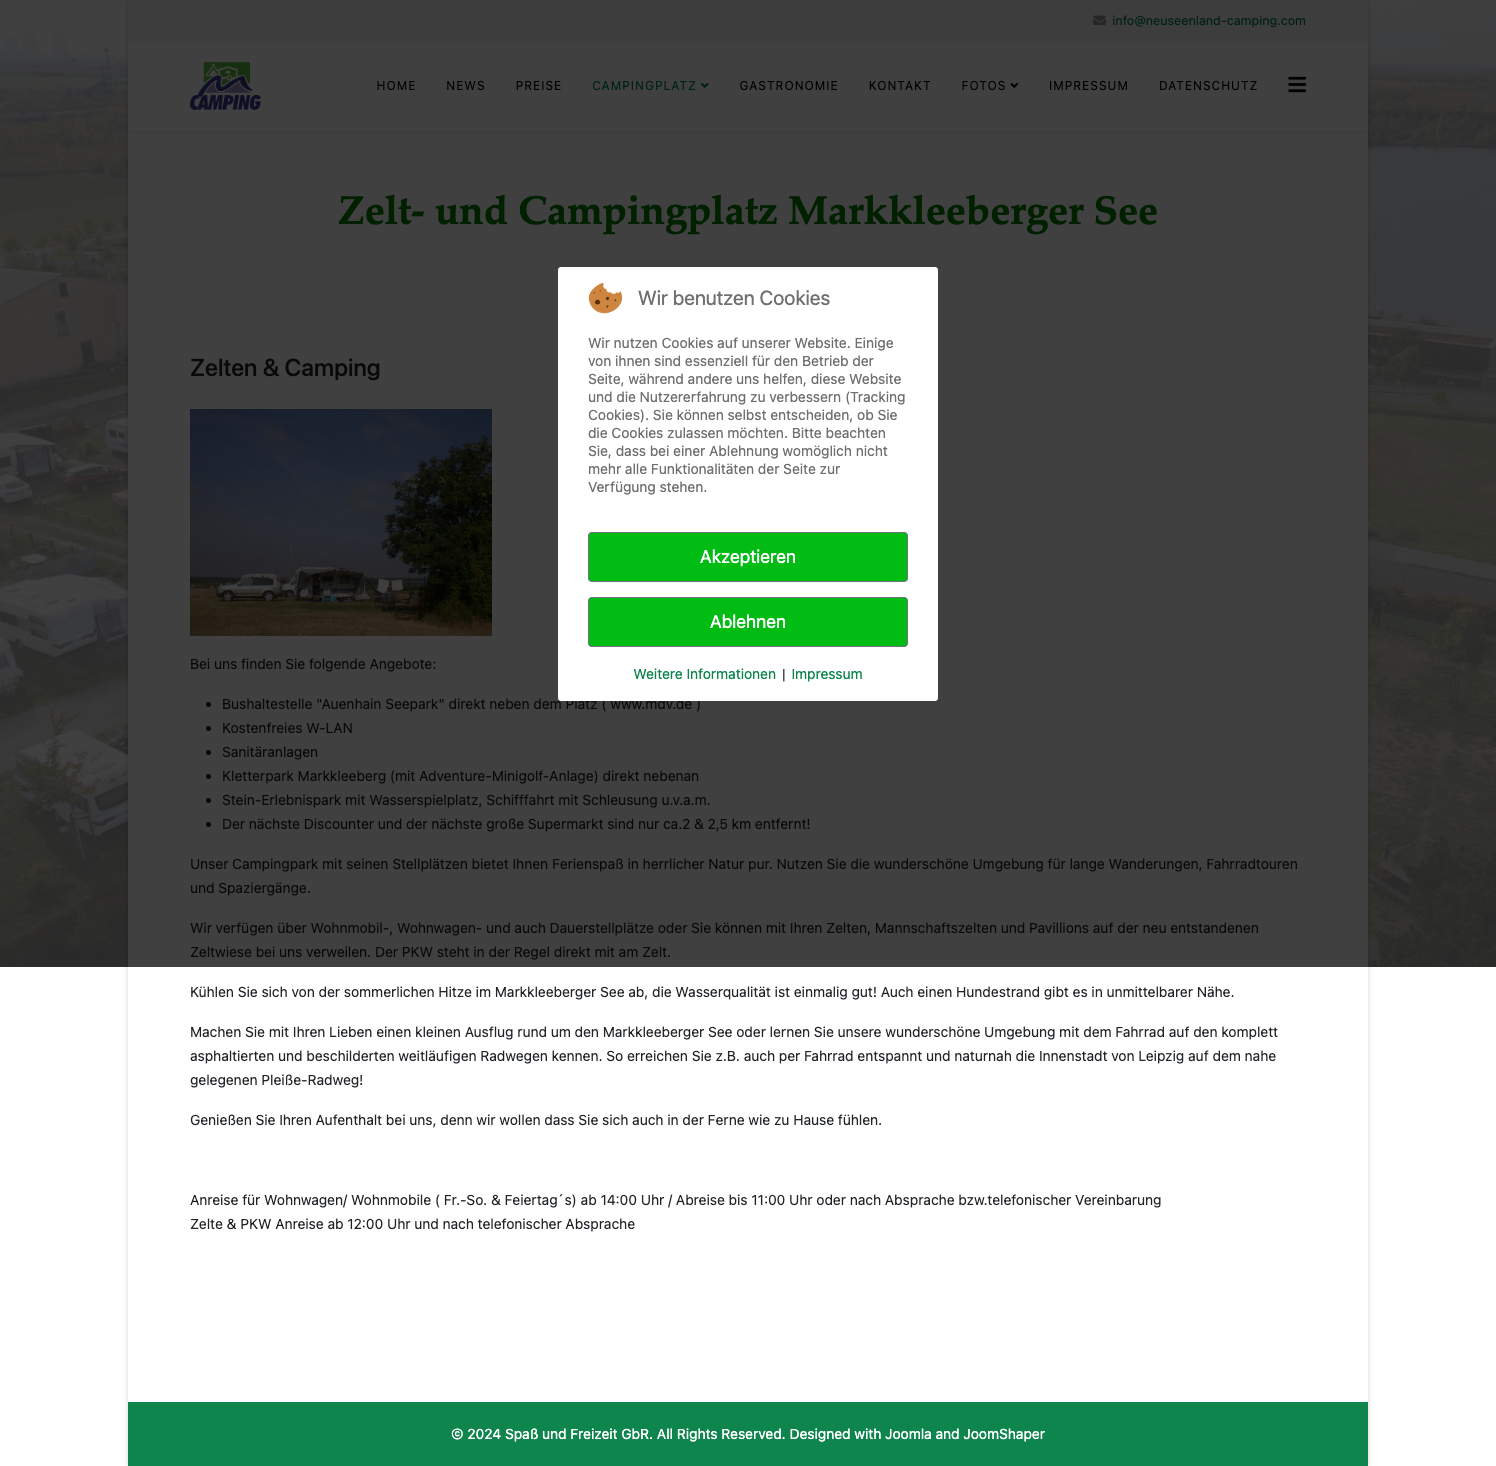 info@neuseenland-camping.com
CAMPING
HOME NEWS PREISE CAMPINGPLATZ GASTRONOMIE KONTAKT FOTOS IMPRESSUM DATENSCHUTZ
Zelt- und Campingplatz Markkleeberger See
Wir benutzen Cookies
Wir nutzen Cookies auf unserer Website. Einige
von ihnen sind essenziell für den Betrieb der
Seite, während andere uns helfen, diese Website
und die Nutzererfahrung zu verbessern (Tracking
Cookies). Sie können selbst entscheiden, ob Sie
die Cookies zulassen möchten. Bitte beachten
Sie, dass bei einer Ablehnung womöglich nicht
mehr alle Funktionalitäten der Seite zur
Verfügung stehen.
Akzeptieren
Ablehnen
Weitere Informationen | Impressum
Zelten & Camping
Bei uns finden Sie folgende Angebote:
Bushaltestelle "Auenhain Seepark" direkt neben dem Platz ( www.mdv.de )
Kostenfreies W-LAN
Sanitäranlagen
Kletterpark Markkleeberg (mit Adventure-Minigolf-Anlage) direkt nebenan
Stein-Erlebnispark mit Wasserspielplatz, Schifffahrt mit Schleusung u.v.a.m.
Der nächste Discounter und der nächste große Supermarkt sind nur ca.2 & 2,5 km entfernt!
Unser Campingpark mit seinen Stellplätzen bietet Ihnen Ferienspaß in herrlicher Natur pur. Nutzen Sie die wunderschöne Umgebung für lange Wanderungen, Fahrradtouren
und Spaziergänge.
Wir verfügen über Wohnmobil-, Wohnwagen- und auch Dauerstellplätze oder Sie können mit Ihren Zelten, Mannschaftszelten und Pavillions auf der neu entstandenen
Zeltwiese bei uns verweilen. Der PKW steht in der Regel direkt mit am Zelt.
Kühlen Sie sich von der sommerlichen Hitze im Markkleeberger See ab, die Wasserqualität ist einmalig gut! Auch einen Hundestrand gibt es in unmittelbarer Nähe.
Machen Sie mit Ihren Lieben einen kleinen Ausflug rund um den Markkleeberger See oder lernen Sie unsere wunderschöne Umgebung mit dem Fahrrad auf den komplett
asphaltierten und beschilderten weitläufigen Radwegen kennen. So erreichen Sie z.B. auch per Fahrrad entspannt und naturnah die Innenstadt von Leipzig auf dem nahe
gelegenen Pleiße-Radweg!
Genießen Sie Ihren Aufenthalt bei uns, denn wir wollen dass Sie sich auch in der Ferne wie zu Hause fühlen.
Anreise für Wohnwagen/ Wohnmobile ( Fr.-So. & Feiertag´s) ab 14:00 Uhr / Abreise bis 11:00 Uhr oder nach Absprache bzw.telefonischer Vereinbarung
Zelte & PKW Anreise ab 12:00 Uhr und nach telefonischer Absprache
© 2024 Spaß und Freizeit GbR. All Rights Reserved. Designed with Joomla and JoomShaper